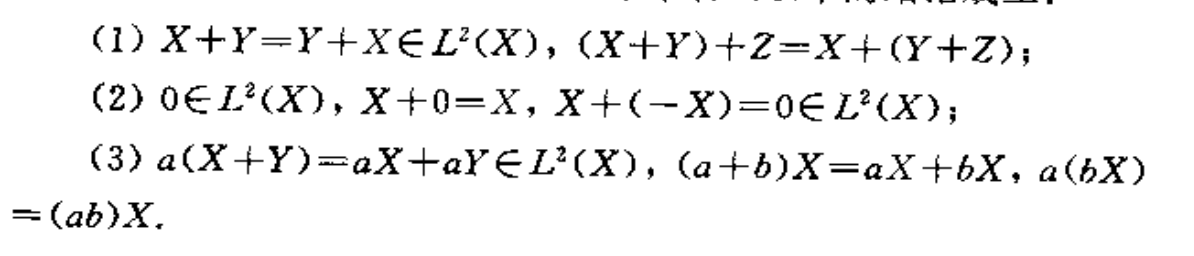 (1) X+Y=Y+X∈L²(X), (X+Y)+Z=X+(Y+Z);
(2) 0∈L²(X), X+0=X, X+(-X)=0∈L²(X);
(3) a(X+Y)=aX+aY∈L²(X), (a+b)X=aX+bX, a(bX)
=(ab)X.